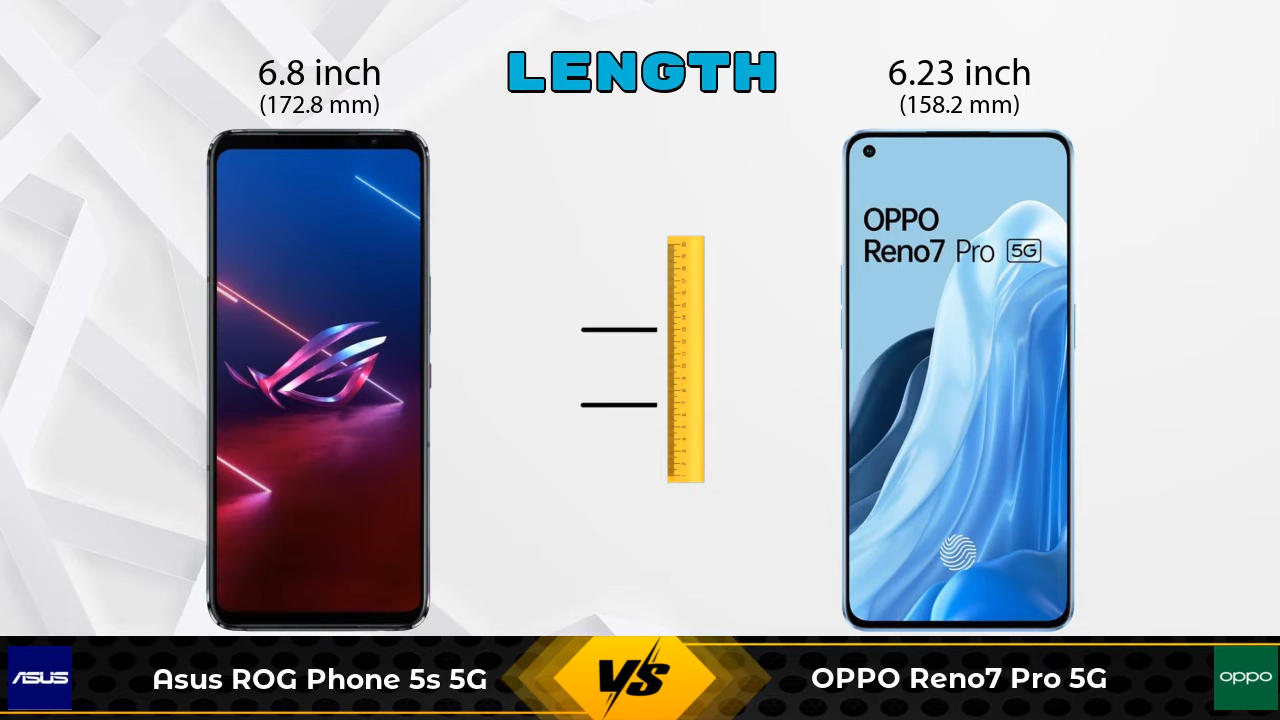 LENGTH
6.8 inch
(172.8 mm)
6.23 inch
(158.2 mm)
OPPO
Reno7 Pro 5G
ASUS
Asus ROG Phone 5s 5G
VS
OPPO Reno7 Pro 5G
oppo